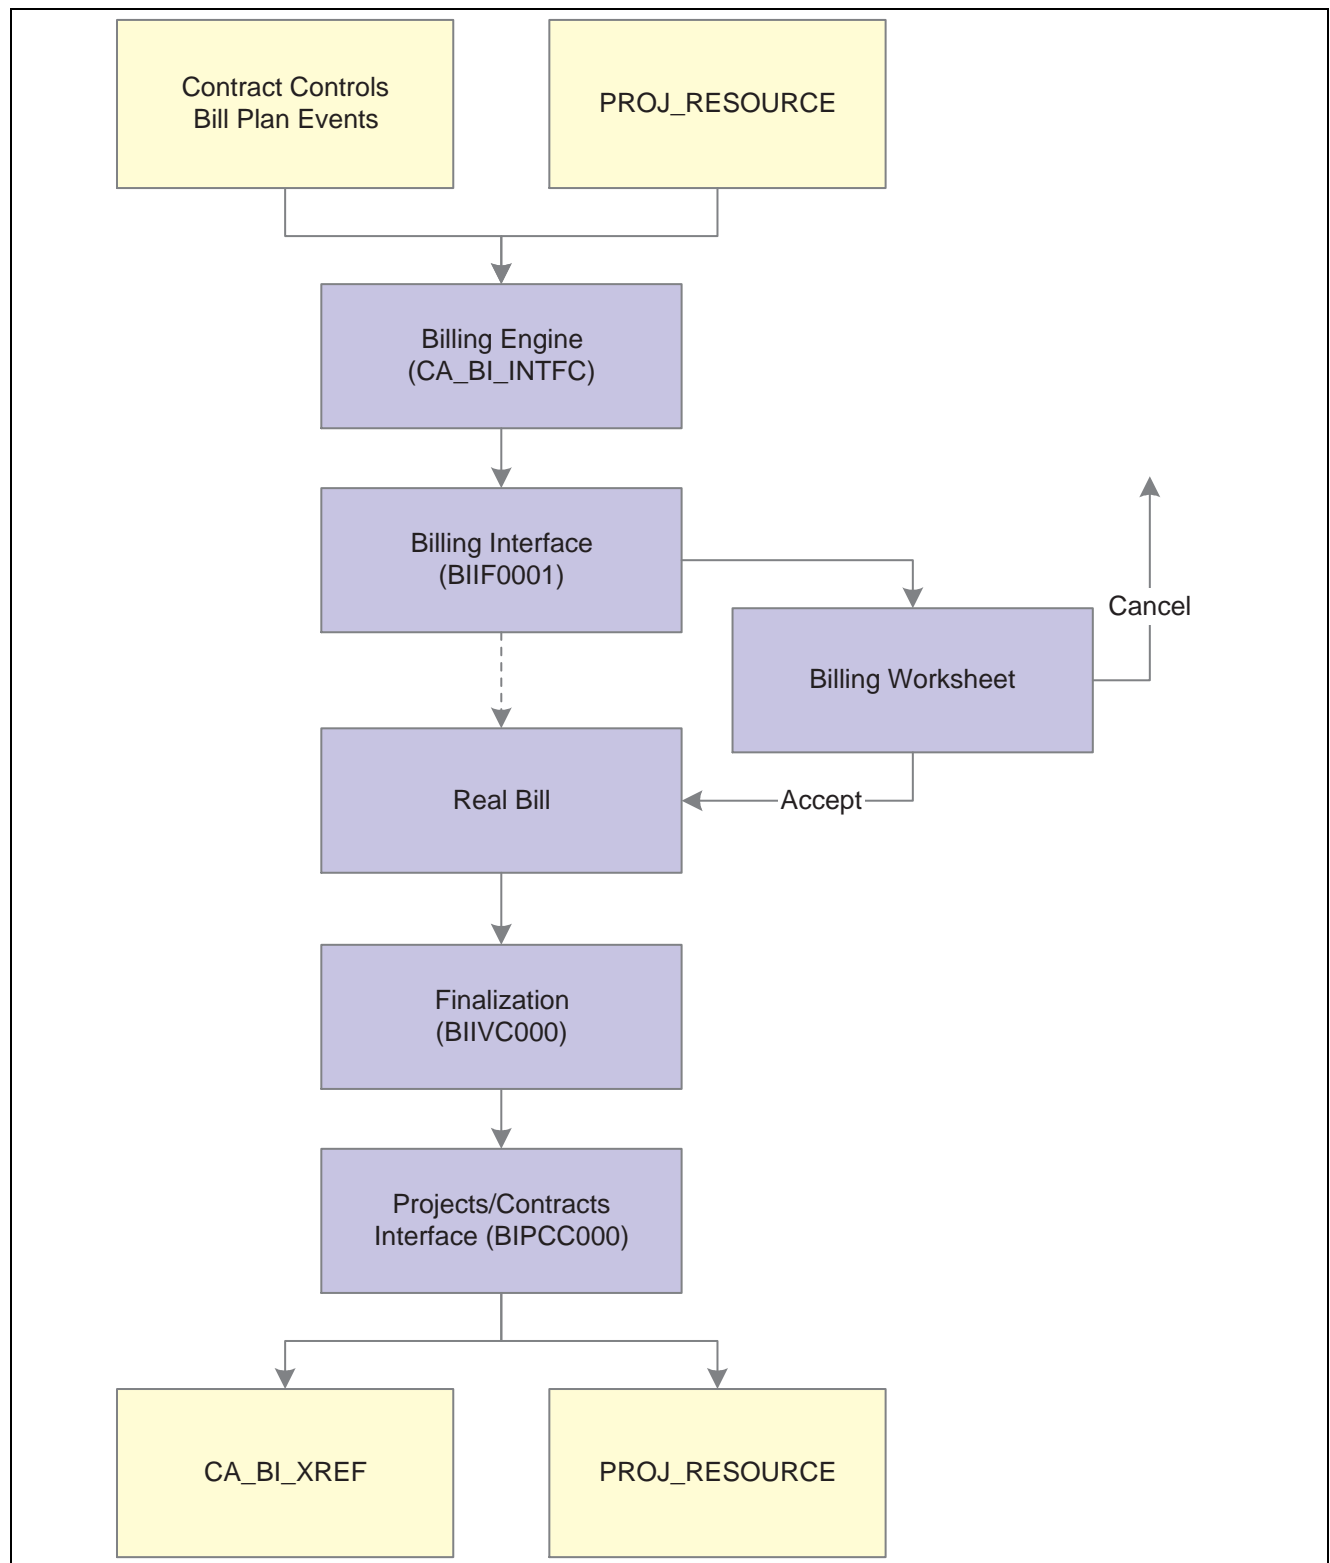 Contract Controls
Bill Plan Events
PROJ_RESOURCE
Billing Engine
(CA_BI_INTFC)
Billing Interface
(BIIF0001)
Cancel
Billing Worksheet
Real Bill
Accept
Finalization
(BIIVC000)
Projects/Contracts
Interface (BIPCC000)
CA_BI_XREF
PROJ_RESOURCE